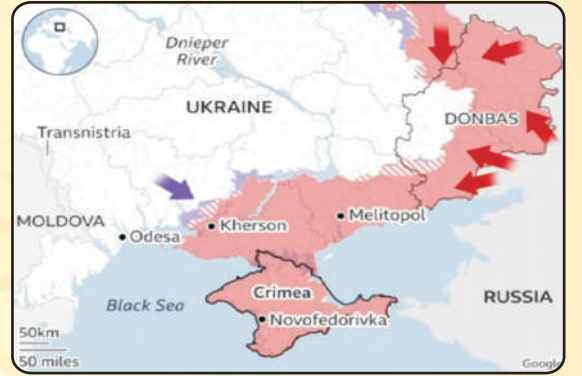 Dnieper
River
UKRAINE
DONBAS
Transnistria
MOLDOVA
Kherson
Melitopol
Odesa
Crimea
RUSSIA
Black Sea
Novofedorivka
50km
50 miles
Google